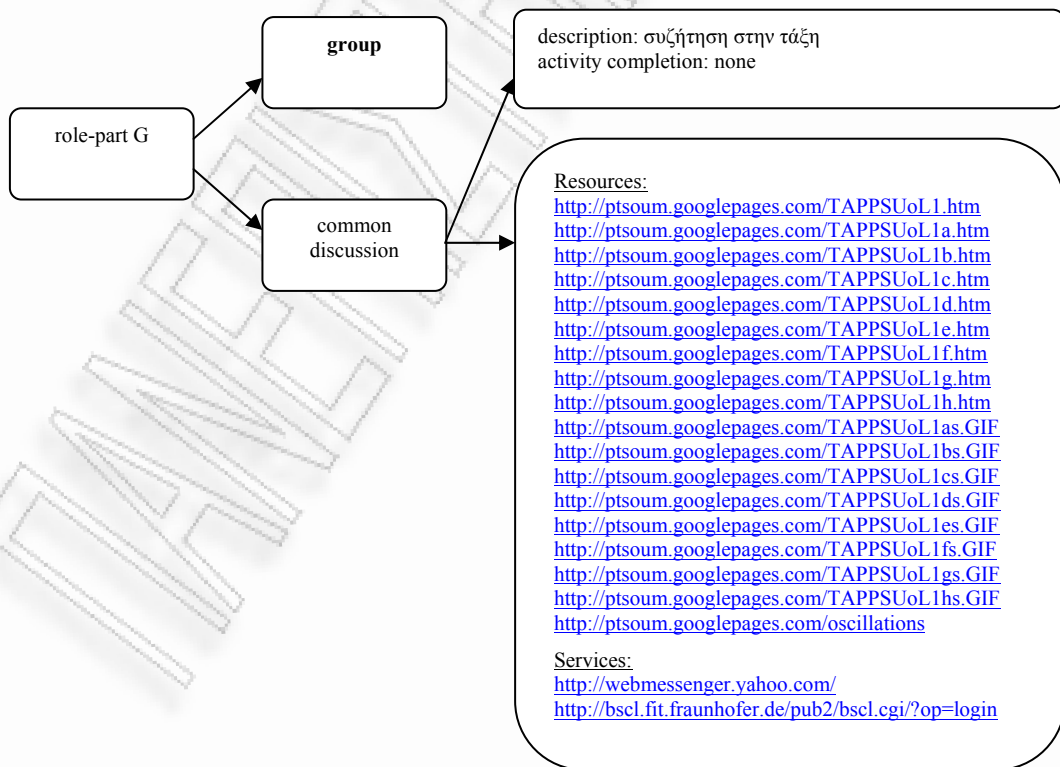 group
description: συζήτηση στην τάξη
activity completion: none
role-part G
common
discussion
Resources:
http://ptsoum.googlepages.com/TAPPSUoL1.htm
http://ptsoum.googlepages.com/TAPPSUoL1a.htm
http://ptsoum.googlepages.com/TAPPSUoL1b.htm
http://ptsoum.googlepages.com/TAPPSUoL1c.htm
http://ptsoum.googlepages.com/TAPPSUoL1d.htm
http://ptsoum.googlepages.com/TAPPSUoL1e.htm
http://ptsoum.googlepages.com/TAPPSUoL1f.htm
http://ptsoum.googlepages.com/TAPPSUoL1g.htm
http://ptsoum.googlepages.com/TAPPSUoL1h.htm
http://ptsoum.googlepages.com/TAPPSUoL1as.GIF
http://ptsoum.googlepages.com/TAPPSUoL1bs.GIF
http://ptsoum.googlepages.com/TAPPSUoL1cs.GIF
http://ptsoum.googlepages.com/TAPPSUoL1ds.GIF
http://ptsoum.googlepages.com/TAPPSUoL1es.GIF
http://ptsoum.googlepages.com/TAPPSUoL1fs.GIF
http://ptsoum.googlepages.com/TAPPSUoL1gs.GIF
http://ptsoum.googlepages.com/TAPPSUoL1hs.GIF
http://ptsoum.googlepages.com/oscillations
Services:
http://webmessenger.yahoo.com/
http://bscl.fit.fraunhofer.de/pub2/bscl.cgi/?op=login